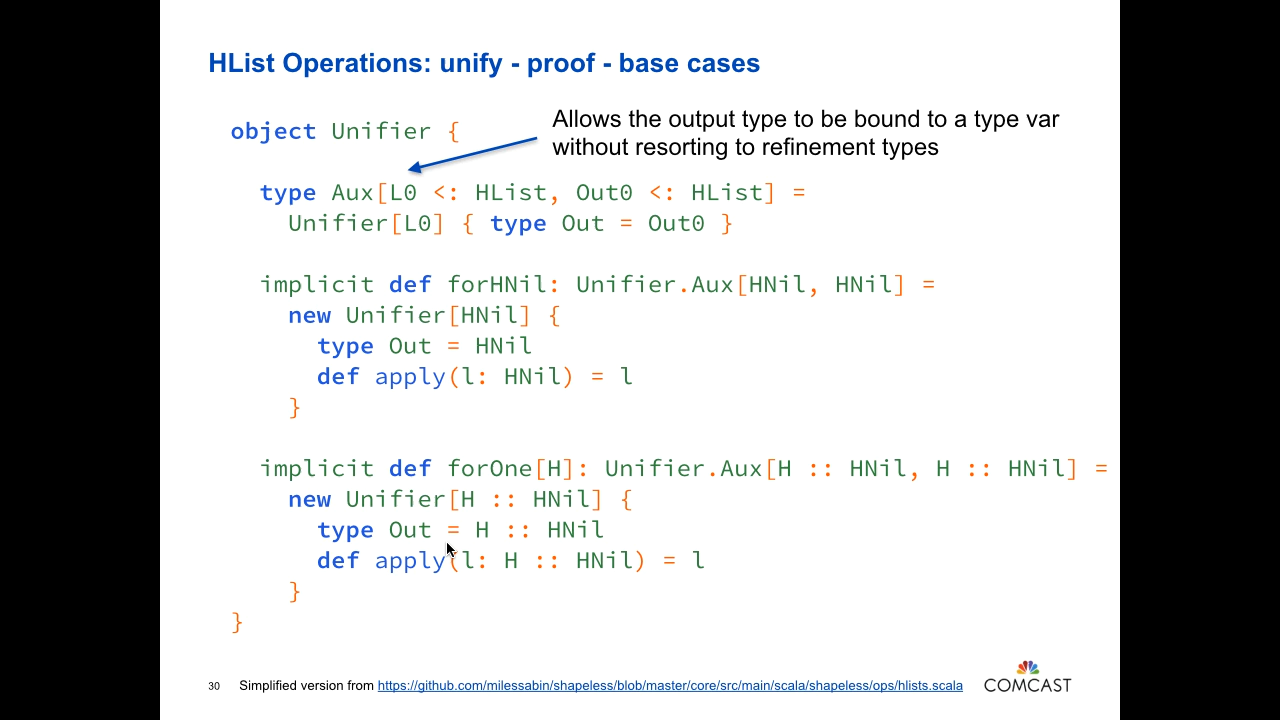 HList Operations: unify - proof - base cases
Allows the output type to be bound to a type var
without resorting to refinement types
object Unifier {
type Aux[L0 <: HList, Out0 <: HList] =
Unifier[L0] { type Out = Out0 }
implicit def forHNil: Unifier.Aux[HNil, HNil] =
new Unifier[HNil] {
type Out = HNil
def apply(l: HNil) = l
}
implicit def forOne[H]: Unifier.Aux[H :: HNil, H :: HNil] =
new Unifier[H :: HNil] {
type Out = H :: HNil
def apply(l: H :: HNil) = l
}
}
30 Simplified version from https://github.com/milessabin/shapeless/blob/master/core/src/main/scala/shapeless/ops/hlists.scala
COMCAST